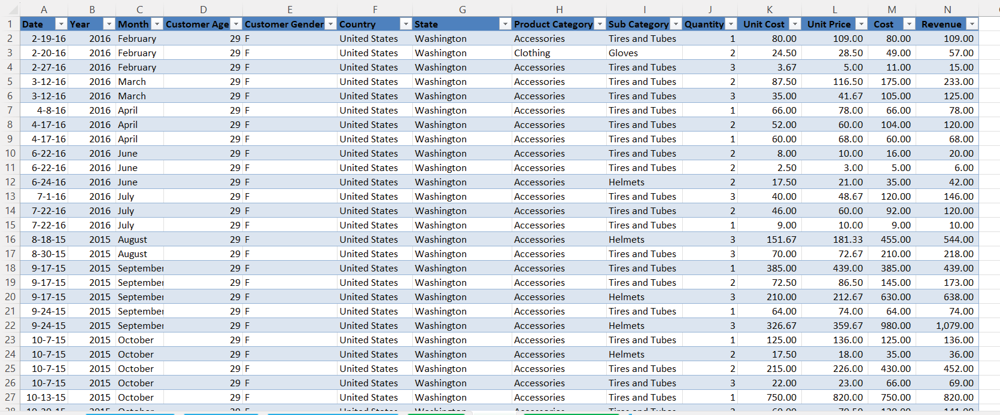 A B C D E F G H I J K L M N
1 Date Year Month Customer Age Customer Gender Country State Product Category Sub Category Quantity Unit Cost Unit Price Cost Revenue
2 2-19-16 2016 February 29 F United States Washington Accessories Tires and Tubes 1 80.00 109.00 80.00 109.00
3 2-20-16 2016 February 29 F United States Washington Clothing Gloves 2 24.50 28.50 49.00 57.00
4 2-27-16 2016 February 29 F United States Washington Accessories Tires and Tubes 3 3.67 5.00 11.00 15.00
5 3-12-16 2016 March 29 F United States Washington Accessories Tires and Tubes 2 87.50 116.50 175.00 233.00
6 3-12-16 2016 March 29 F United States Washington Accessories Tires and Tubes 3 35.00 41.67 105.00 125.00
7 4-8-16 2016 April 29 F United States Washington Accessories Tires and Tubes 1 66.00 78.00 66.00 78.00
8 4-17-16 2016 April 29 F United States Washington Accessories Tires and Tubes 2 52.00 60.00 104.00 120.00
9 4-17-16 2016 April 29 F United States Washington Accessories Tires and Tubes 1 60.00 68.00 60.00 68.00
10 6-22-16 2016 June 29 F United States Washington Accessories Tires and Tubes 2 8.00 10.00 16.00 20.00
11 6-22-16 2016 June 29 F United States Washington Accessories Tires and Tubes 2 2.50 3.00 5.00 6.00
12 6-24-16 2016 June 29 F United States Washington Accessories Helmets 2 17.50 21.00 35.00 42.00
13 7-1-16 2016 July 29 F United States Washington Accessories Tires and Tubes 3 40.00 48.67 120.00 146.00
14 7-22-16 2016 July 29 F United States Washington Accessories Tires and Tubes 2 46.00 60.00 92.00 120.00
15 7-22-16 2016 July 29 F United States Washington Accessories Tires and Tubes 1 9.00 10.00 9.00 10.00
16 8-18-15 2015 August 29 F United States Washington Accessories Helmets 3 151.67 181.33 455.00 544.00
17 8-30-15 2015 August 29 F United States Washington Accessories Tires and Tubes 3 70.00 72.67 210.00 218.00
18 9-17-15 2015 September 29 F United States Washington Accessories Tires and Tubes 1 385.00 439.00 385.00 439.00
19 9-17-15 2015 September 29 F United States Washington Accessories Tires and Tubes 2 72.50 86.50 145.00 173.00
20 9-17-15 2015 September 29 F United States Washington Accessories Helmets 3 210.00 212.67 630.00 638.00
21 9-24-15 2015 September 29 F United States Washington Accessories Tires and Tubes 1 64.00 74.00 64.00 74.00
22 9-24-15 2015 September 29 F United States Washington Accessories Helmets 3 326.67 359.67 980.00 1,079.00
23 10-7-15 2015 October 29 F United States Washington Accessories Tires and Tubes 1 125.00 136.00 125.00 136.00
24 10-7-15 2015 October 29 F United States Washington Accessories Helmets 2 17.50 18.00 35.00 36.00
25 10-7-15 2015 October 29 F United States Washington Accessories Tires and Tubes 2 215.00 226.00 430.00 452.00
26 10-7-15 2015 October 29 F United States Washington Accessories Tires and Tubes 3 22.00 23.00 66.00 69.00
27 10-13-15 2015 October 29 F United States Washington Accessories Tires and Tubes 1 750.00 820.00 750.00 820.00